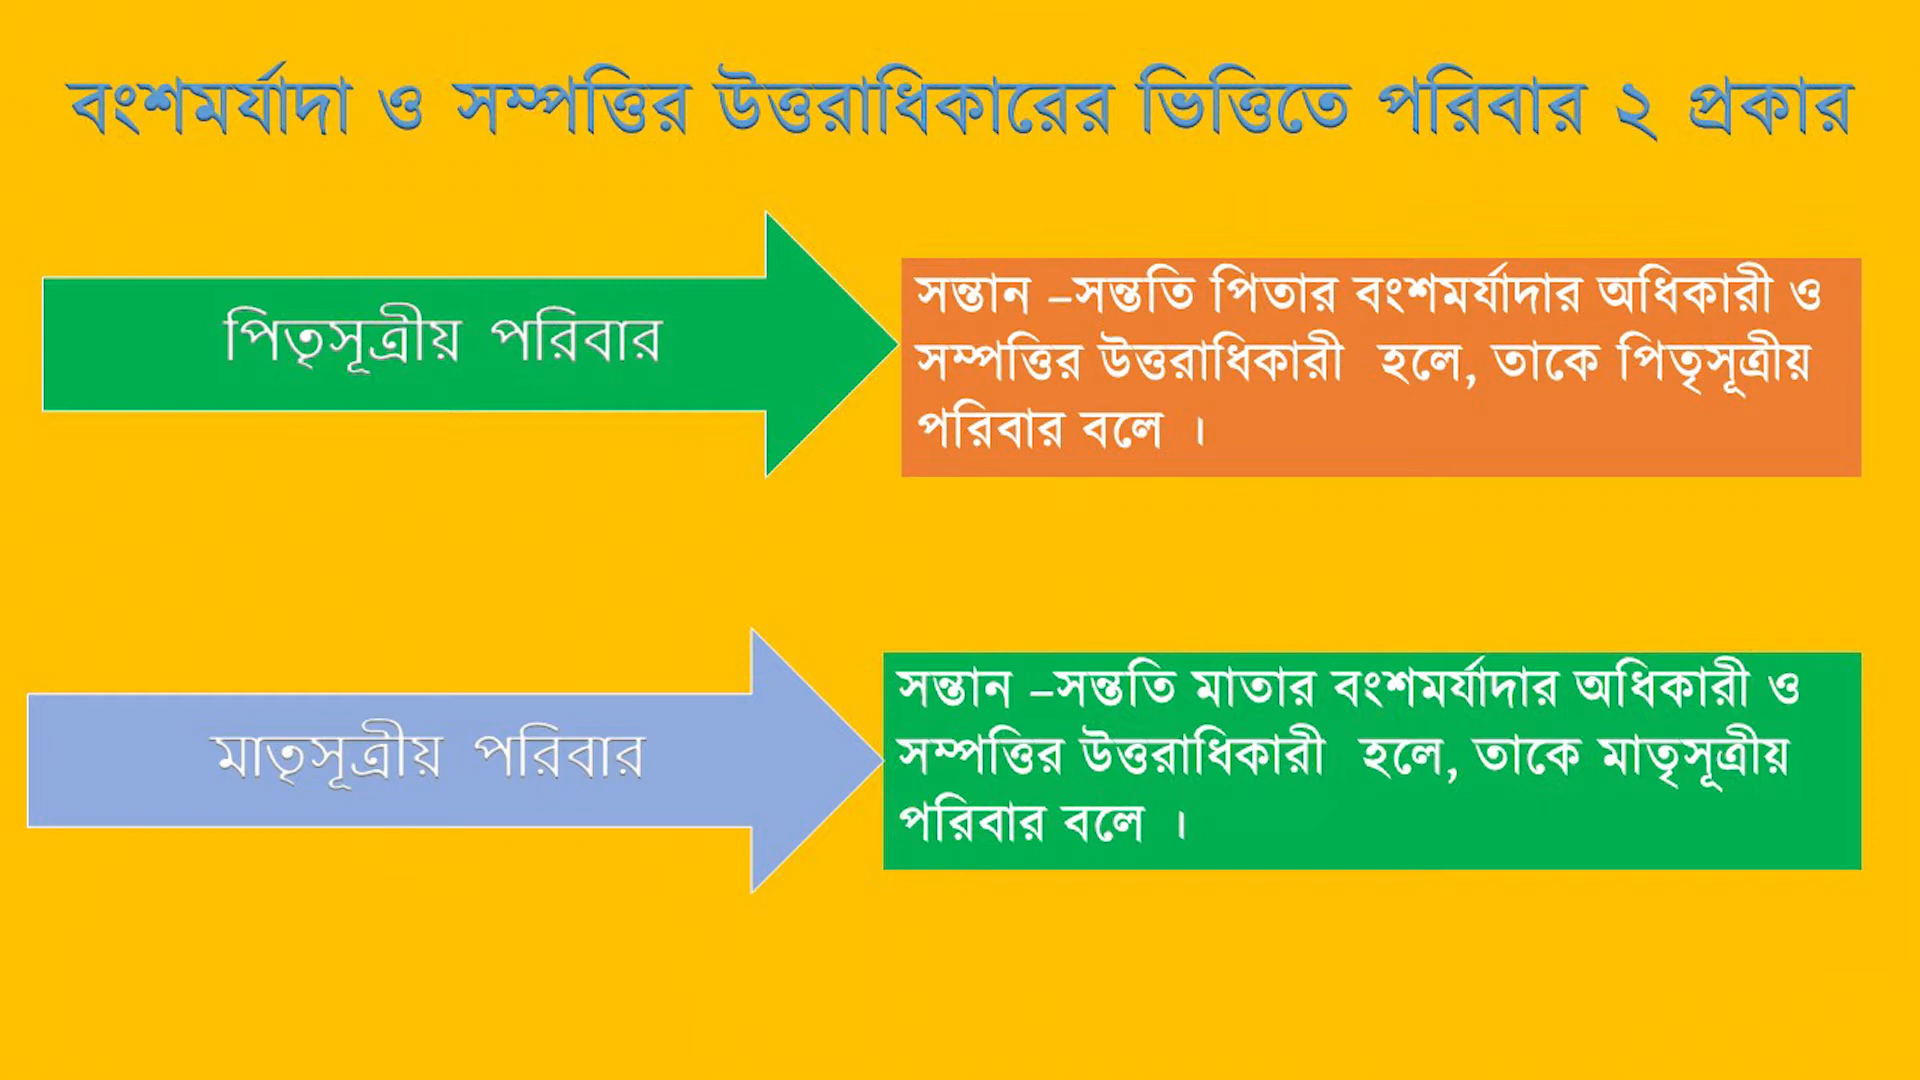 বংশমর্যাদা ও সম্পত্তির উত্তরাধিকারের ভিত্তিতে পরিবার ২ প্রকার
পিতৃসূত্রীয় পরিবার
সন্তান –সন্ততি পিতার বংশমর্যাদার অধিকারী ও
সম্পত্তির উত্তরাধিকারী হলে, তাকে পিতৃসূত্রীয়
পরিবার বলে ।
মাতৃসূত্রীয় পরিবার
সন্তান –সন্ততি মাতার বংশমর্যাদার অধিকারী ও
সম্পত্তির উত্তরাধিকারী হলে, তাকে মাতৃসূত্রীয়
পরিবার বলে ।